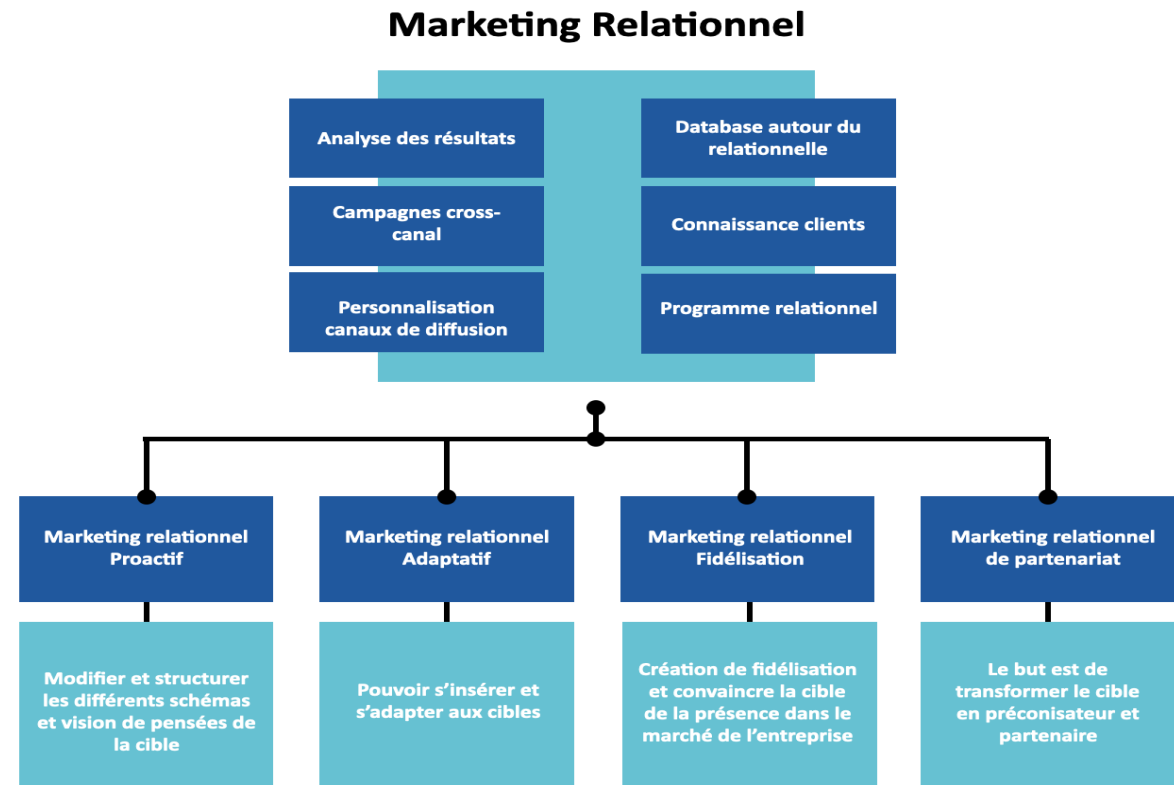 Marketing Relationnel
Analyse des résultats
Database autour du
relationnelle
Campagnes cross-
canal
Connaissance clients
Personnalisation
canaux de diffusion
Programme relationnel
Marketing relationnel
Proactif
Marketing relationnel
Adaptatif
Marketing relationnel
Fidélisation
Marketing relationnel
de partenariat
Modifier et structurer
les différents schémas
et vision de pensées de
la cible
Pouvoir s’insérer et
s’adapter aux cibles
Création de fidélisation
et convaincre la cible
de la présence dans le
marché de l’entreprise
Le but est de
transformer le cible
en préconisateur et
partenaire